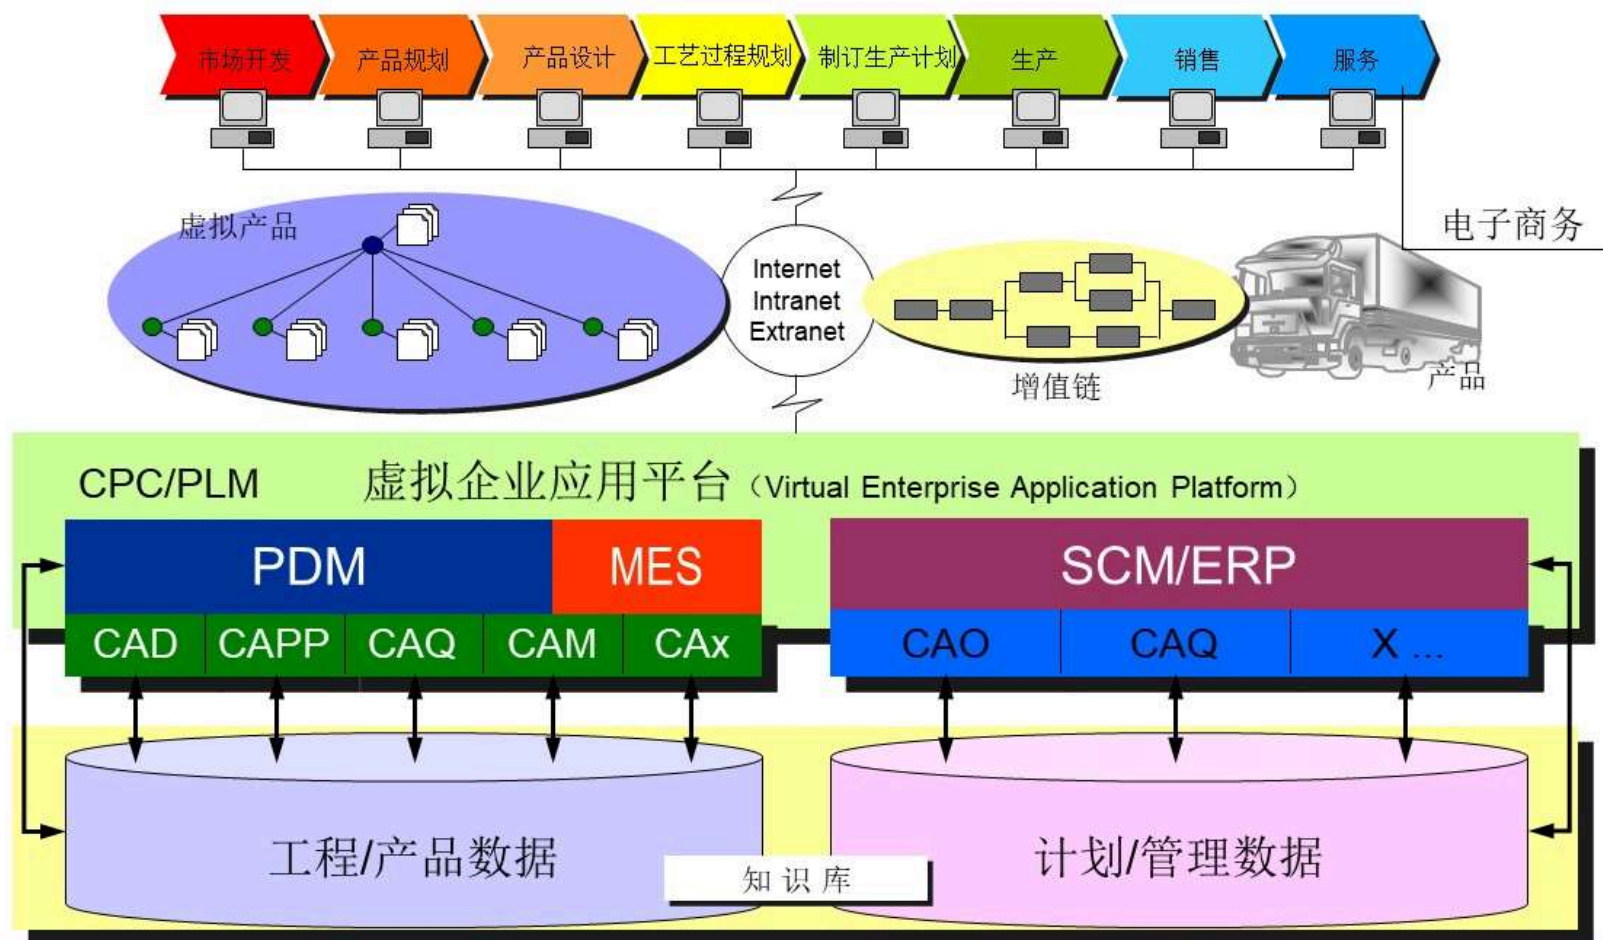 市场开发
产品规划
产品设计
工艺过程规划
制订生产计划
生产
销售
服务
虚拟产品
电子商务
Internet
Intranet
Extranet
增值链
产品
CPC/PLM 虚拟企业应用平台（Virtual Enterprise Application Platform）
PDM
MES
SCM/ERP
CAD
CAPP
CAQ
CAM
CAx
CAO
CAQ
X ...
工程/产品数据
知识库
计划/管理数据